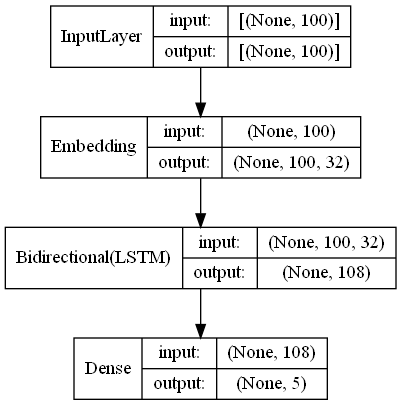 InputLayer
input: [(None, 100)]
output: [(None, 100)]
Embedding
input: (None, 100)
output: (None, 100, 32)
Bidirectional(LSTM)
input: (None, 100, 32)
output: (None, 108)
Dense
input: (None, 108)
output: (None, 5)